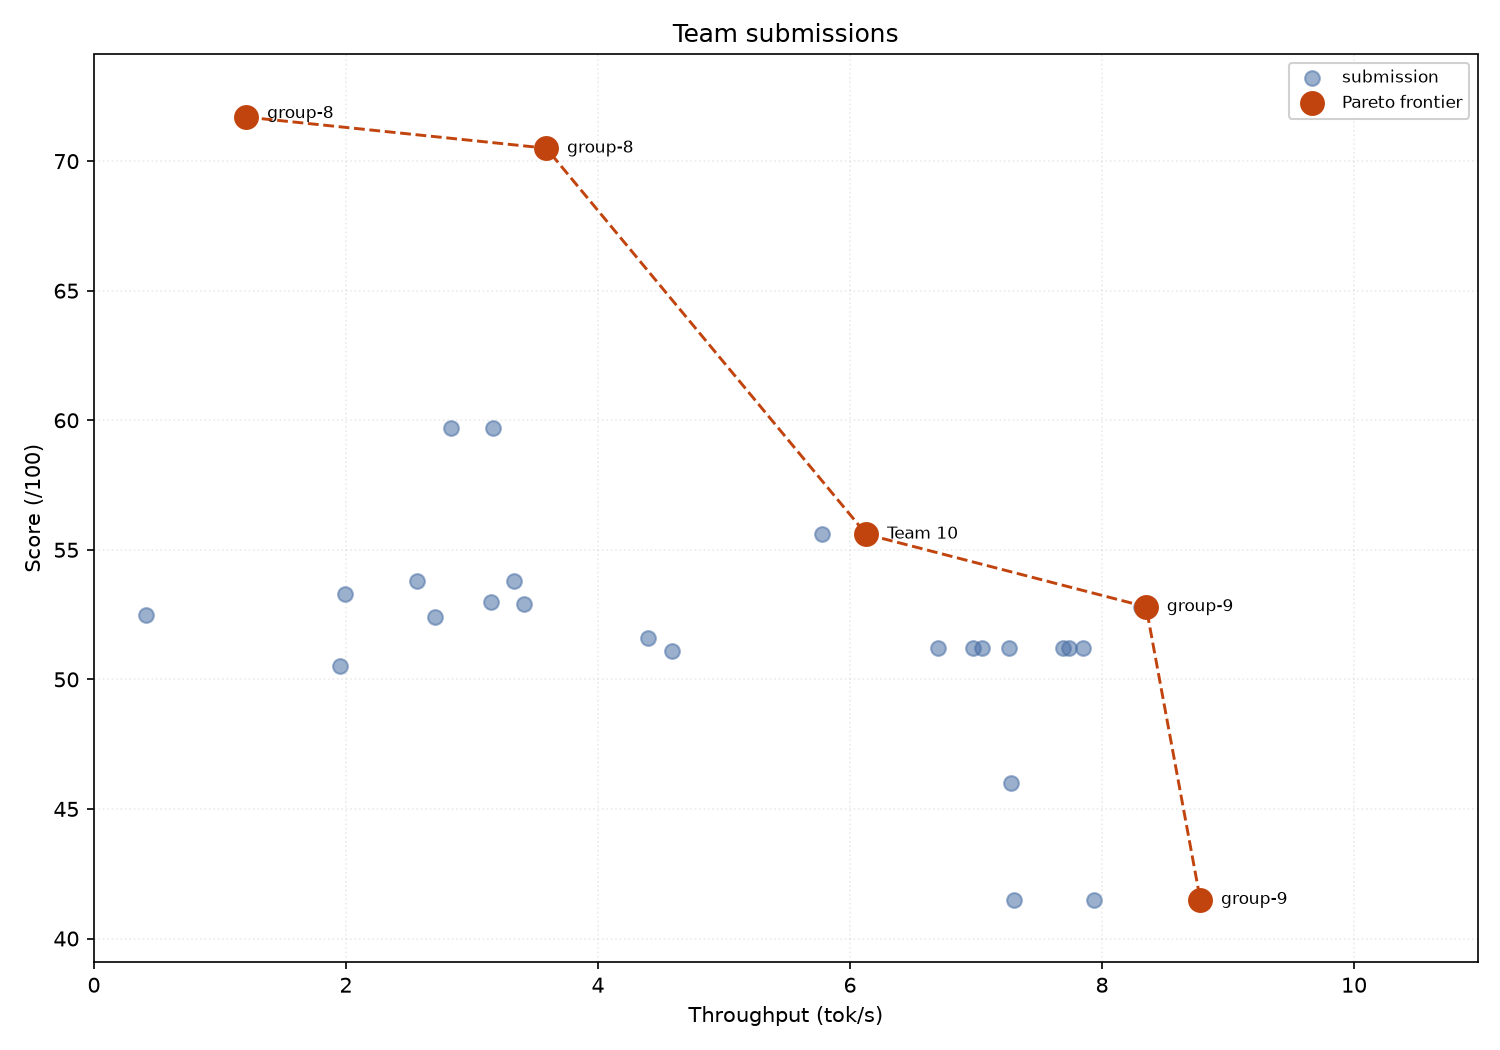 Team submissions
submission
Pareto frontier
group-8
group-8
Team 10
group-9
group-9
Score (/100)
70
65
60
55
50
45
40
0 2 4 6 8 10
Throughput (tok/s)